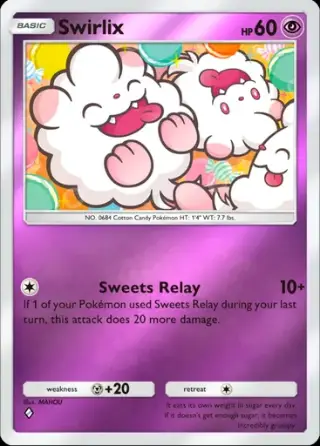 BASIC Swirlix HP 60
NO. 0684 Cotton Candy Pokémon HT: 1'4" WT: 7.7 lbs.
Sweets Relay 10+
If 1 of your Pokémon used Sweets Relay during your last
turn, this attack does 20 more damage.
weakness +20 retreat
Illus. MAHOU
It eats its own weight in sugar every day.
If it doesn't get enough sugar, it becomes
incredibly grumpy.